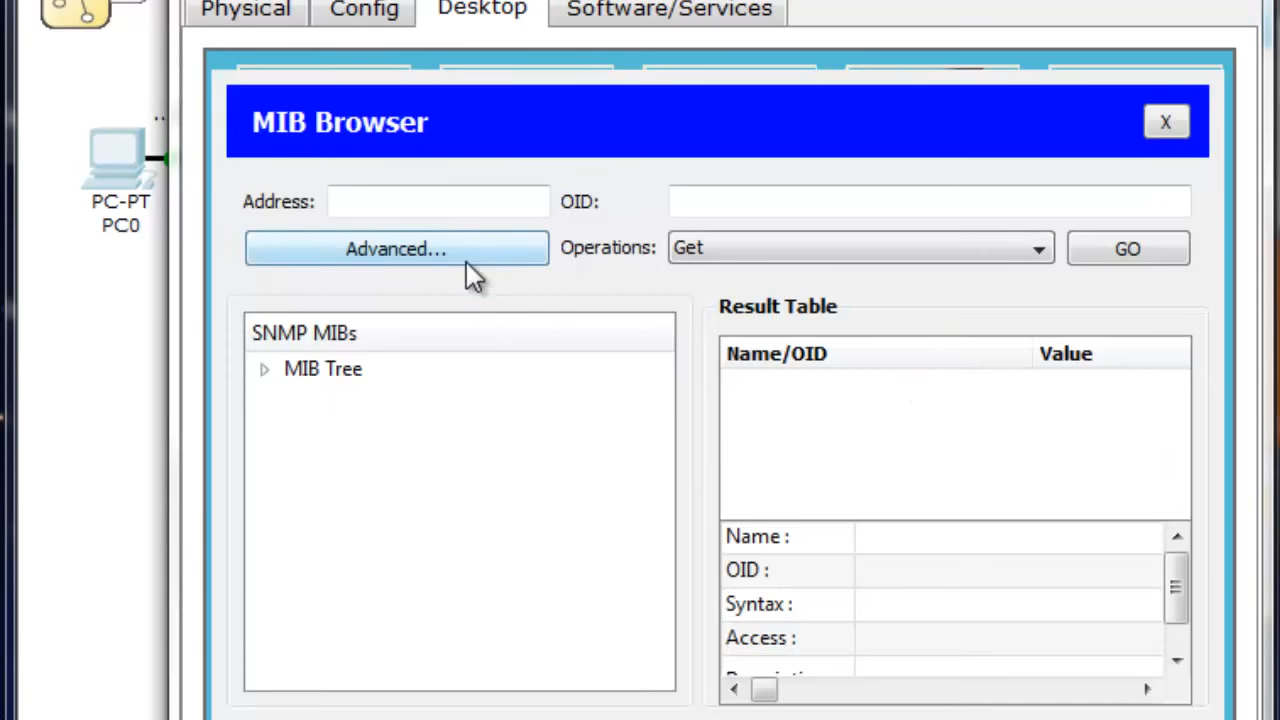 Physical Config Desktop Software/Services
MIB Browser X
Address: OID:
Advanced... Operations: Get GO
PC-PT
PC0
SNMP MIBs
MIB Tree
Result Table
Name/OID Value
Name :
OID :
Syntax :
Access :